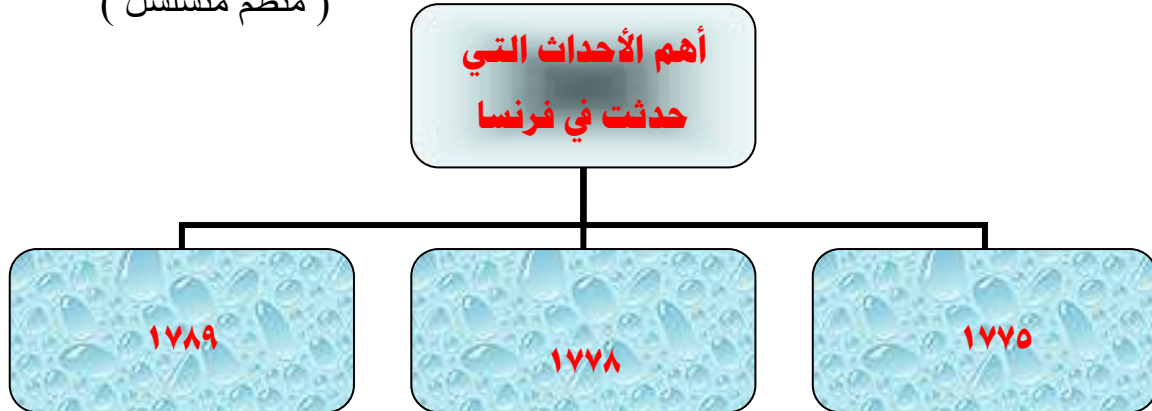 ( منظم متسلسل )
أهم الأحداث التي
حدثت في فرنسا
١٧٧٥
١٧٧٨
١٧٨٩